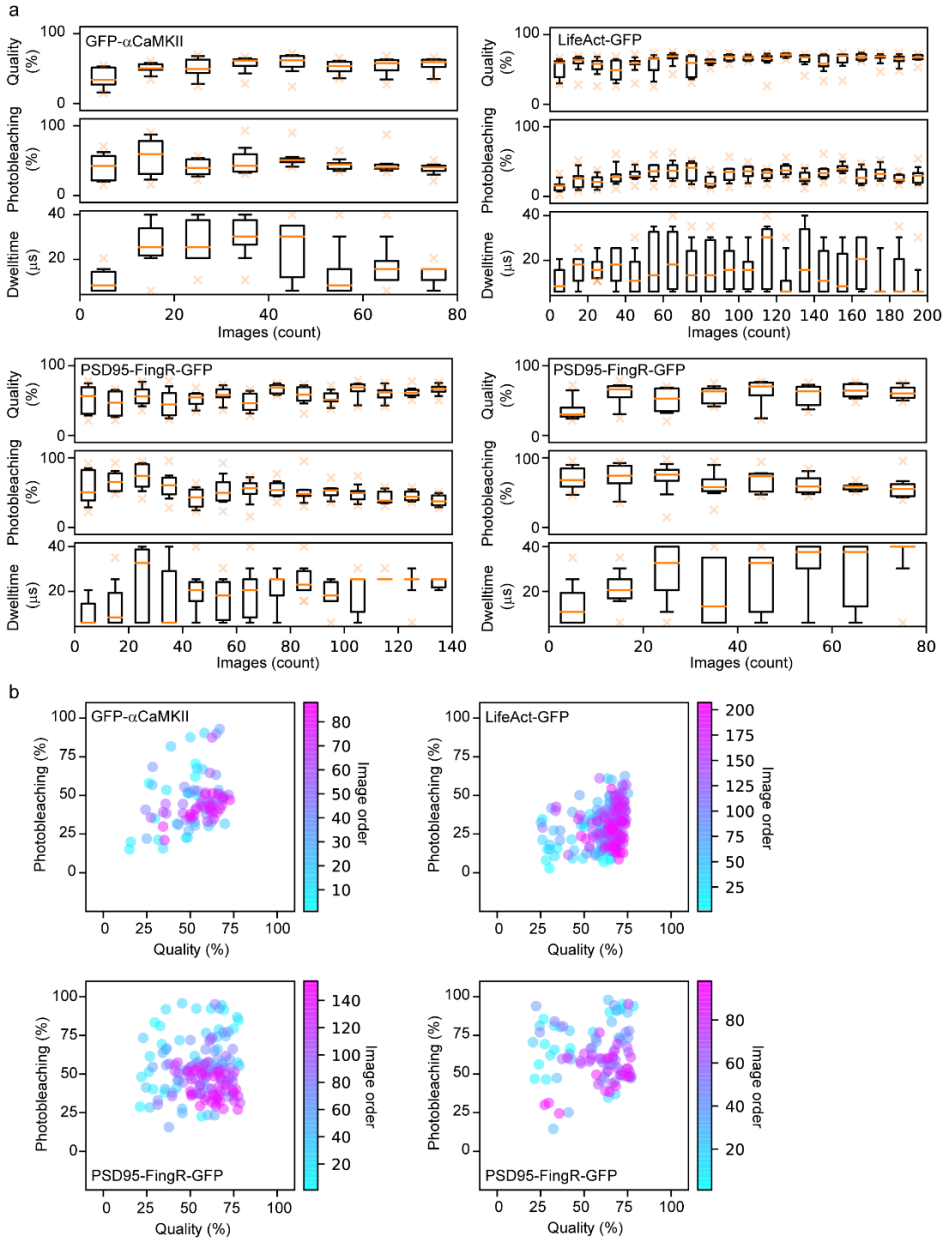 a
GFP-αCaMKII
Quality
(%)
100
0
Photobleaching
(%)
100
0
Dwelltime
(μs)
40
20
0 20 40 60 80
Images (count)
LifeAct-GFP
Quality
(%)
100
0
Photobleaching
(%)
100
0
Dwelltime
(μs)
40
20
0 20 40 60 80 100 120 140 160 180 200
Images (count)
PSD95-FingR-GFP
Quality
(%)
100
0
Photobleaching
(%)
100
0
Dwelltime
(μs)
40
20
0 20 40 60 80 100 120 140
Images (count)
PSD95-FingR-GFP
Quality
(%)
100
0
Photobleaching
(%)
100
0
Dwelltime
(μs)
40
20
0 20 40 60 80
Images (count)
b
GFP-αCaMKII
Photobleaching (%)
100
75
50
25
0
0 25 50 75 100
Quality (%)
80
70
60
50
40
30
20
10
Image order
LifeAct-GFP
Photobleaching (%)
100
75
50
25
0
0 25 50 75 100
Quality (%)
200
175
150
125
100
75
50
25
Image order
Photobleaching (%)
100
75
50
25
0
PSD95-FingR-GFP
0 25 50 75 100
Quality (%)
140
120
100
80
60
40
20
Image order
Photobleaching (%)
100
75
50
25
0
PSD95-FingR-GFP
0 25 50 75 100
Quality (%)
80
60
40
20
Image order